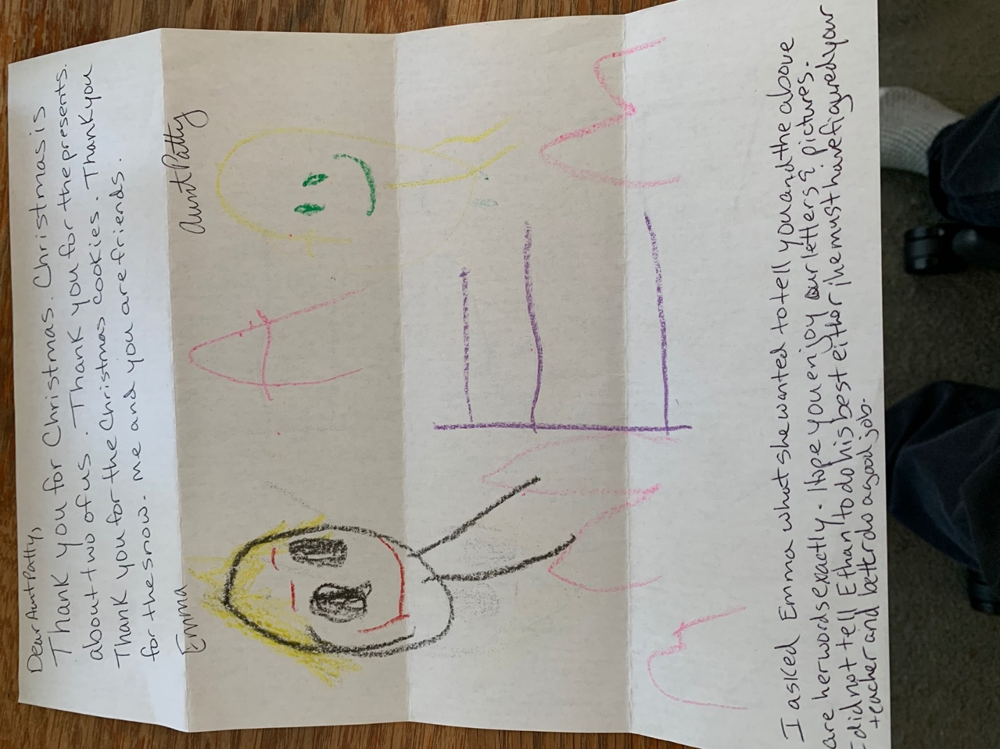 Dear Aunt Patty,
Thank you for Christmas. Christmas is
about two of us. Thank you for the presents.
Thank you for the Christmas cookies. Thank you
for the snow. me and you are friends.
Emma
Aunt Patty
A
E
m
m
I asked Emma what she wanted to tell you and the above
are her words exactly. Hope you enjoy our letters & pictures.
I did not tell Ethan to do his best either, he must have figured your
teacher and better do a good job.